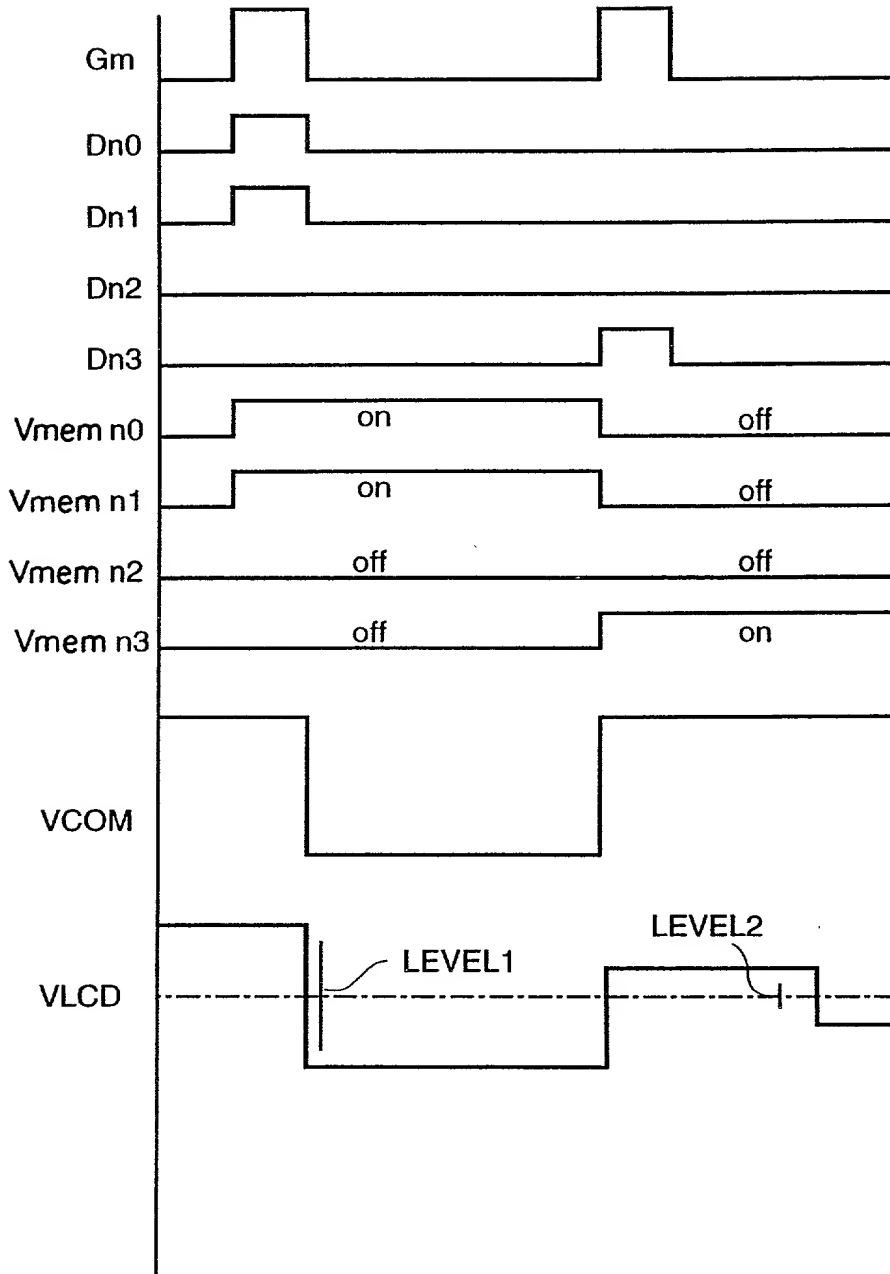 Gm
Dn0
Dn1
Dn2
Dn3
Vmem n0 on off
Vmem n1 on off
Vmem n2 off off
Vmem n3 off on
VCOM
VLCD LEVEL1 LEVEL2